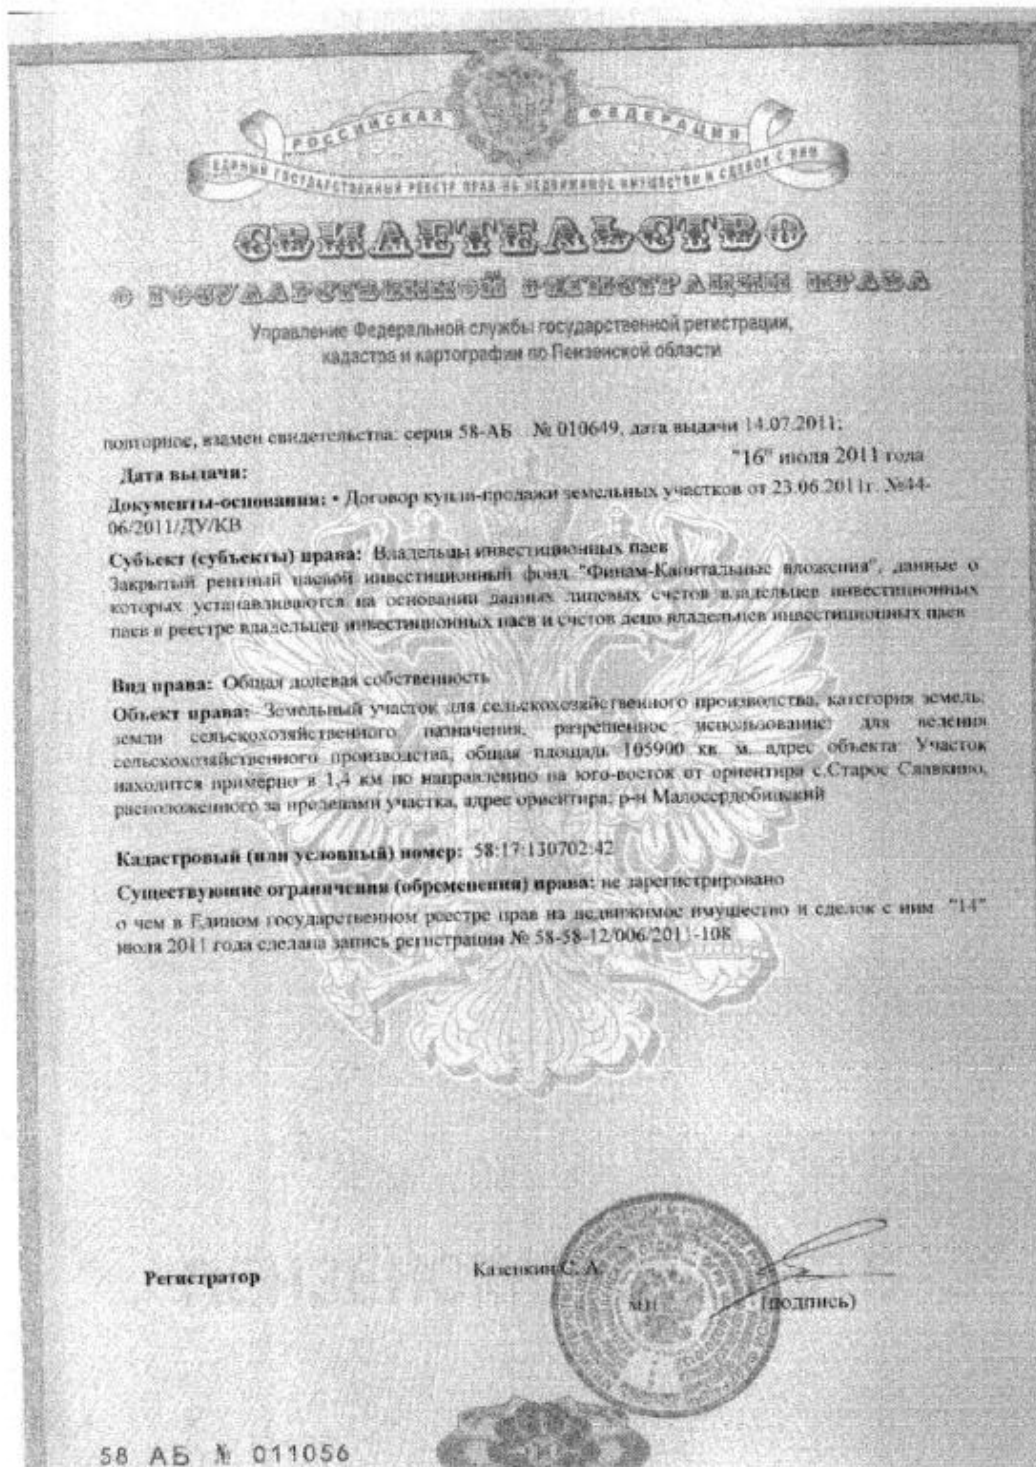 РОССИЙСКАЯ ФЕДЕРАЦИЯ
ЕДИНЫЙ ГОСУДАРСТВЕННЫЙ РЕЕСТР ПРАВ НА НЕДВИЖИМОЕ ИМУЩЕСТВО И СДЕЛОК С НИМ
СВИДЕТЕЛЬСТВО
О ГОСУДАРСТВЕННОЙ РЕГИСТРАЦИИ ПРАВА
Управление Федеральной службы государственной регистрации,
кадастра и картографии по Пензенской области
повторное, взамен свидетельства: серия 58-АБ № 010649, дата выдачи 14.07.2011;
Дата выдачи: "16" июля 2011 года
Документы-основания: • Договор купли-продажи земельных участков от 23.06.2011г. №44-
06/2011/ДУ/КВ
Субъект (субъекты) права: Владельцы инвестиционных паев
Закрытый рентный паевой инвестиционный фонд "Финам-Капитальные вложения", данные о
которых устанавливаются на основании данных лицевых счетов владельцев инвестиционных
паев в реестре владельцев инвестиционных паев и счетов депо владельцев инвестиционных паев
Вид права: Общая долевая собственность
Объект права: Земельный участок для сельскохозяйственного производства, категория земель:
земли сельскохозяйственного назначения, разрешенное использование: для ведения
сельскохозяйственного производства, общая площадь 105900 кв. м, адрес объекта: Участок
находится примерно в 1,4 км по направлению на юго-восток от ориентира с.Старое Славкино,
расположенного за пределами участка, адрес ориентира: р-н Малосердобинский
Кадастровый (или условный) номер: 58:17:130702:42
Существующие ограничения (обременения) права: не зарегистрировано
о чем в Едином государственном реестре прав на недвижимое имущество и сделок с ним "14"
июля 2011 года сделана запись регистрации № 58-58-12/006/2011-108
Регистратор Казенкин С. А.
(подпись)
58 АБ № 011056